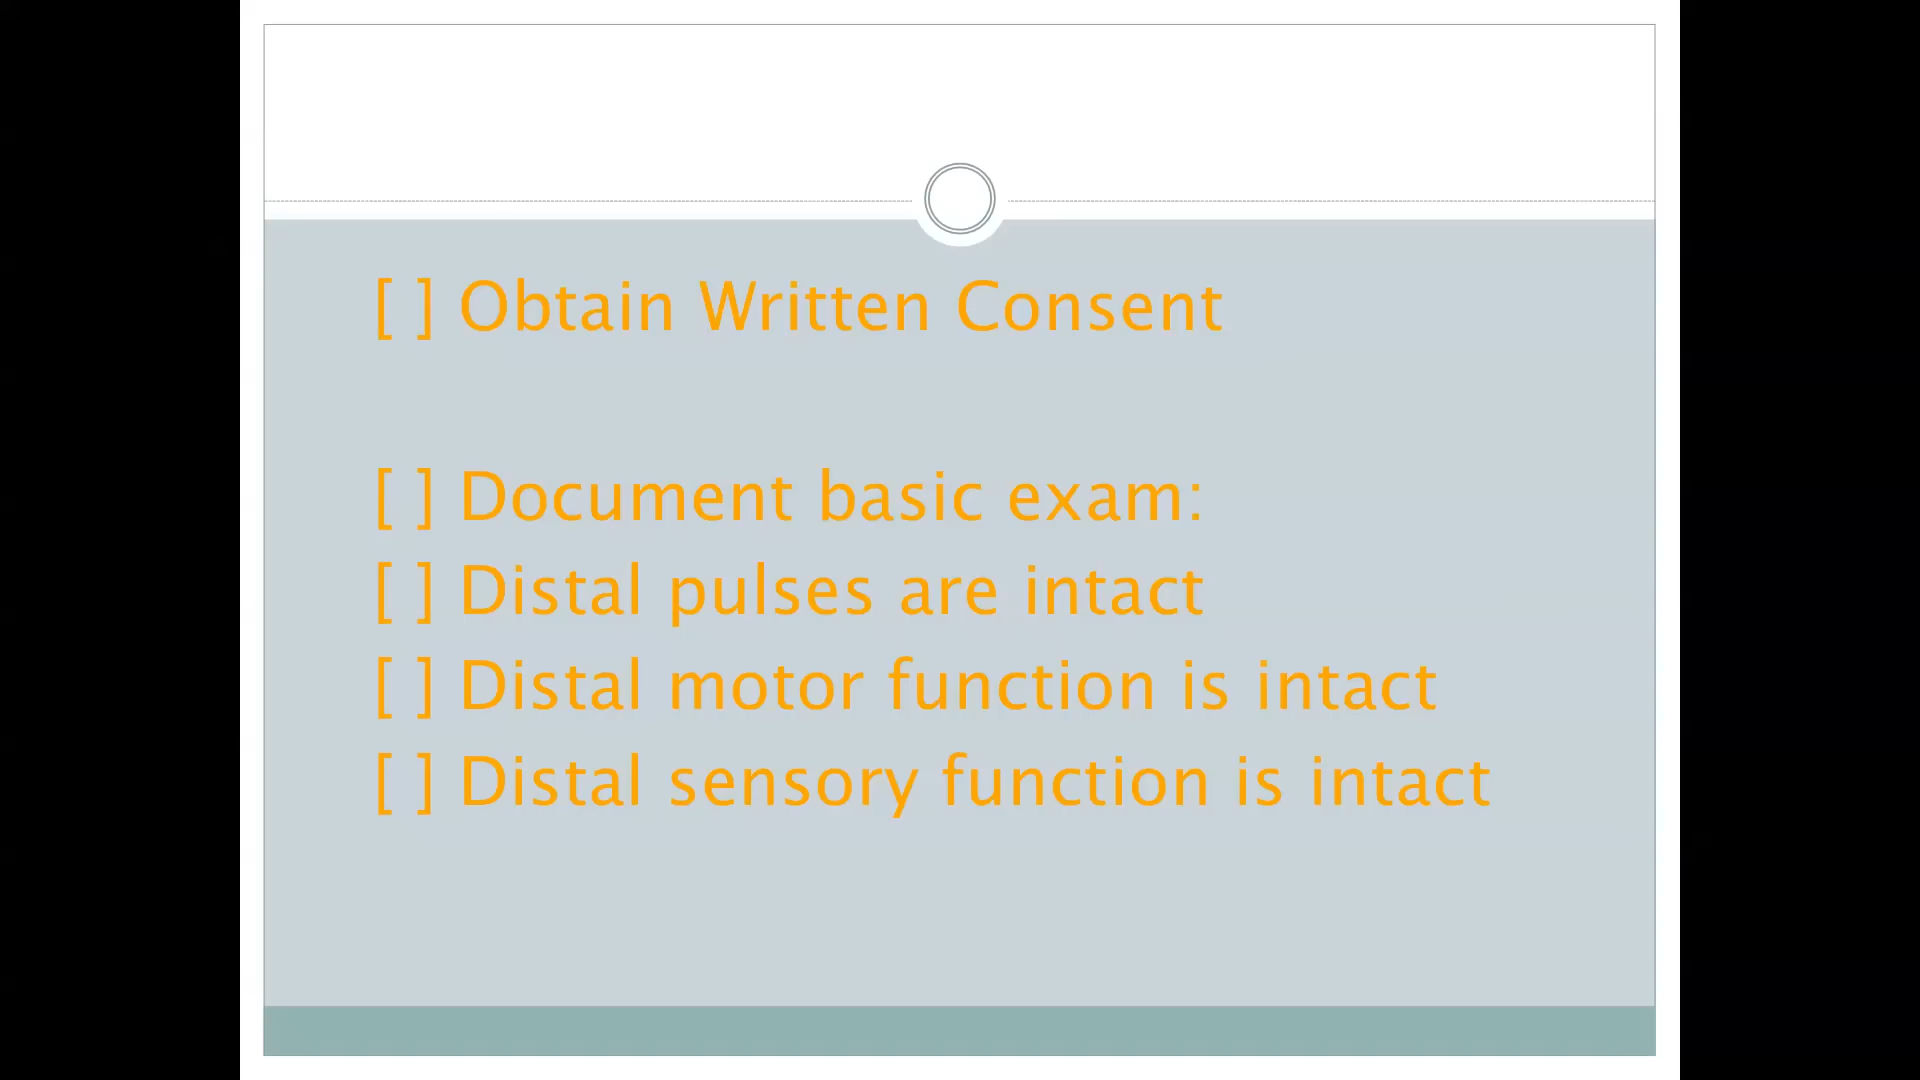 [ ] Obtain Written Consent
[ ] Document basic exam:
[ ] Distal pulses are intact
[ ] Distal motor function is intact
[ ] Distal sensory function is intact